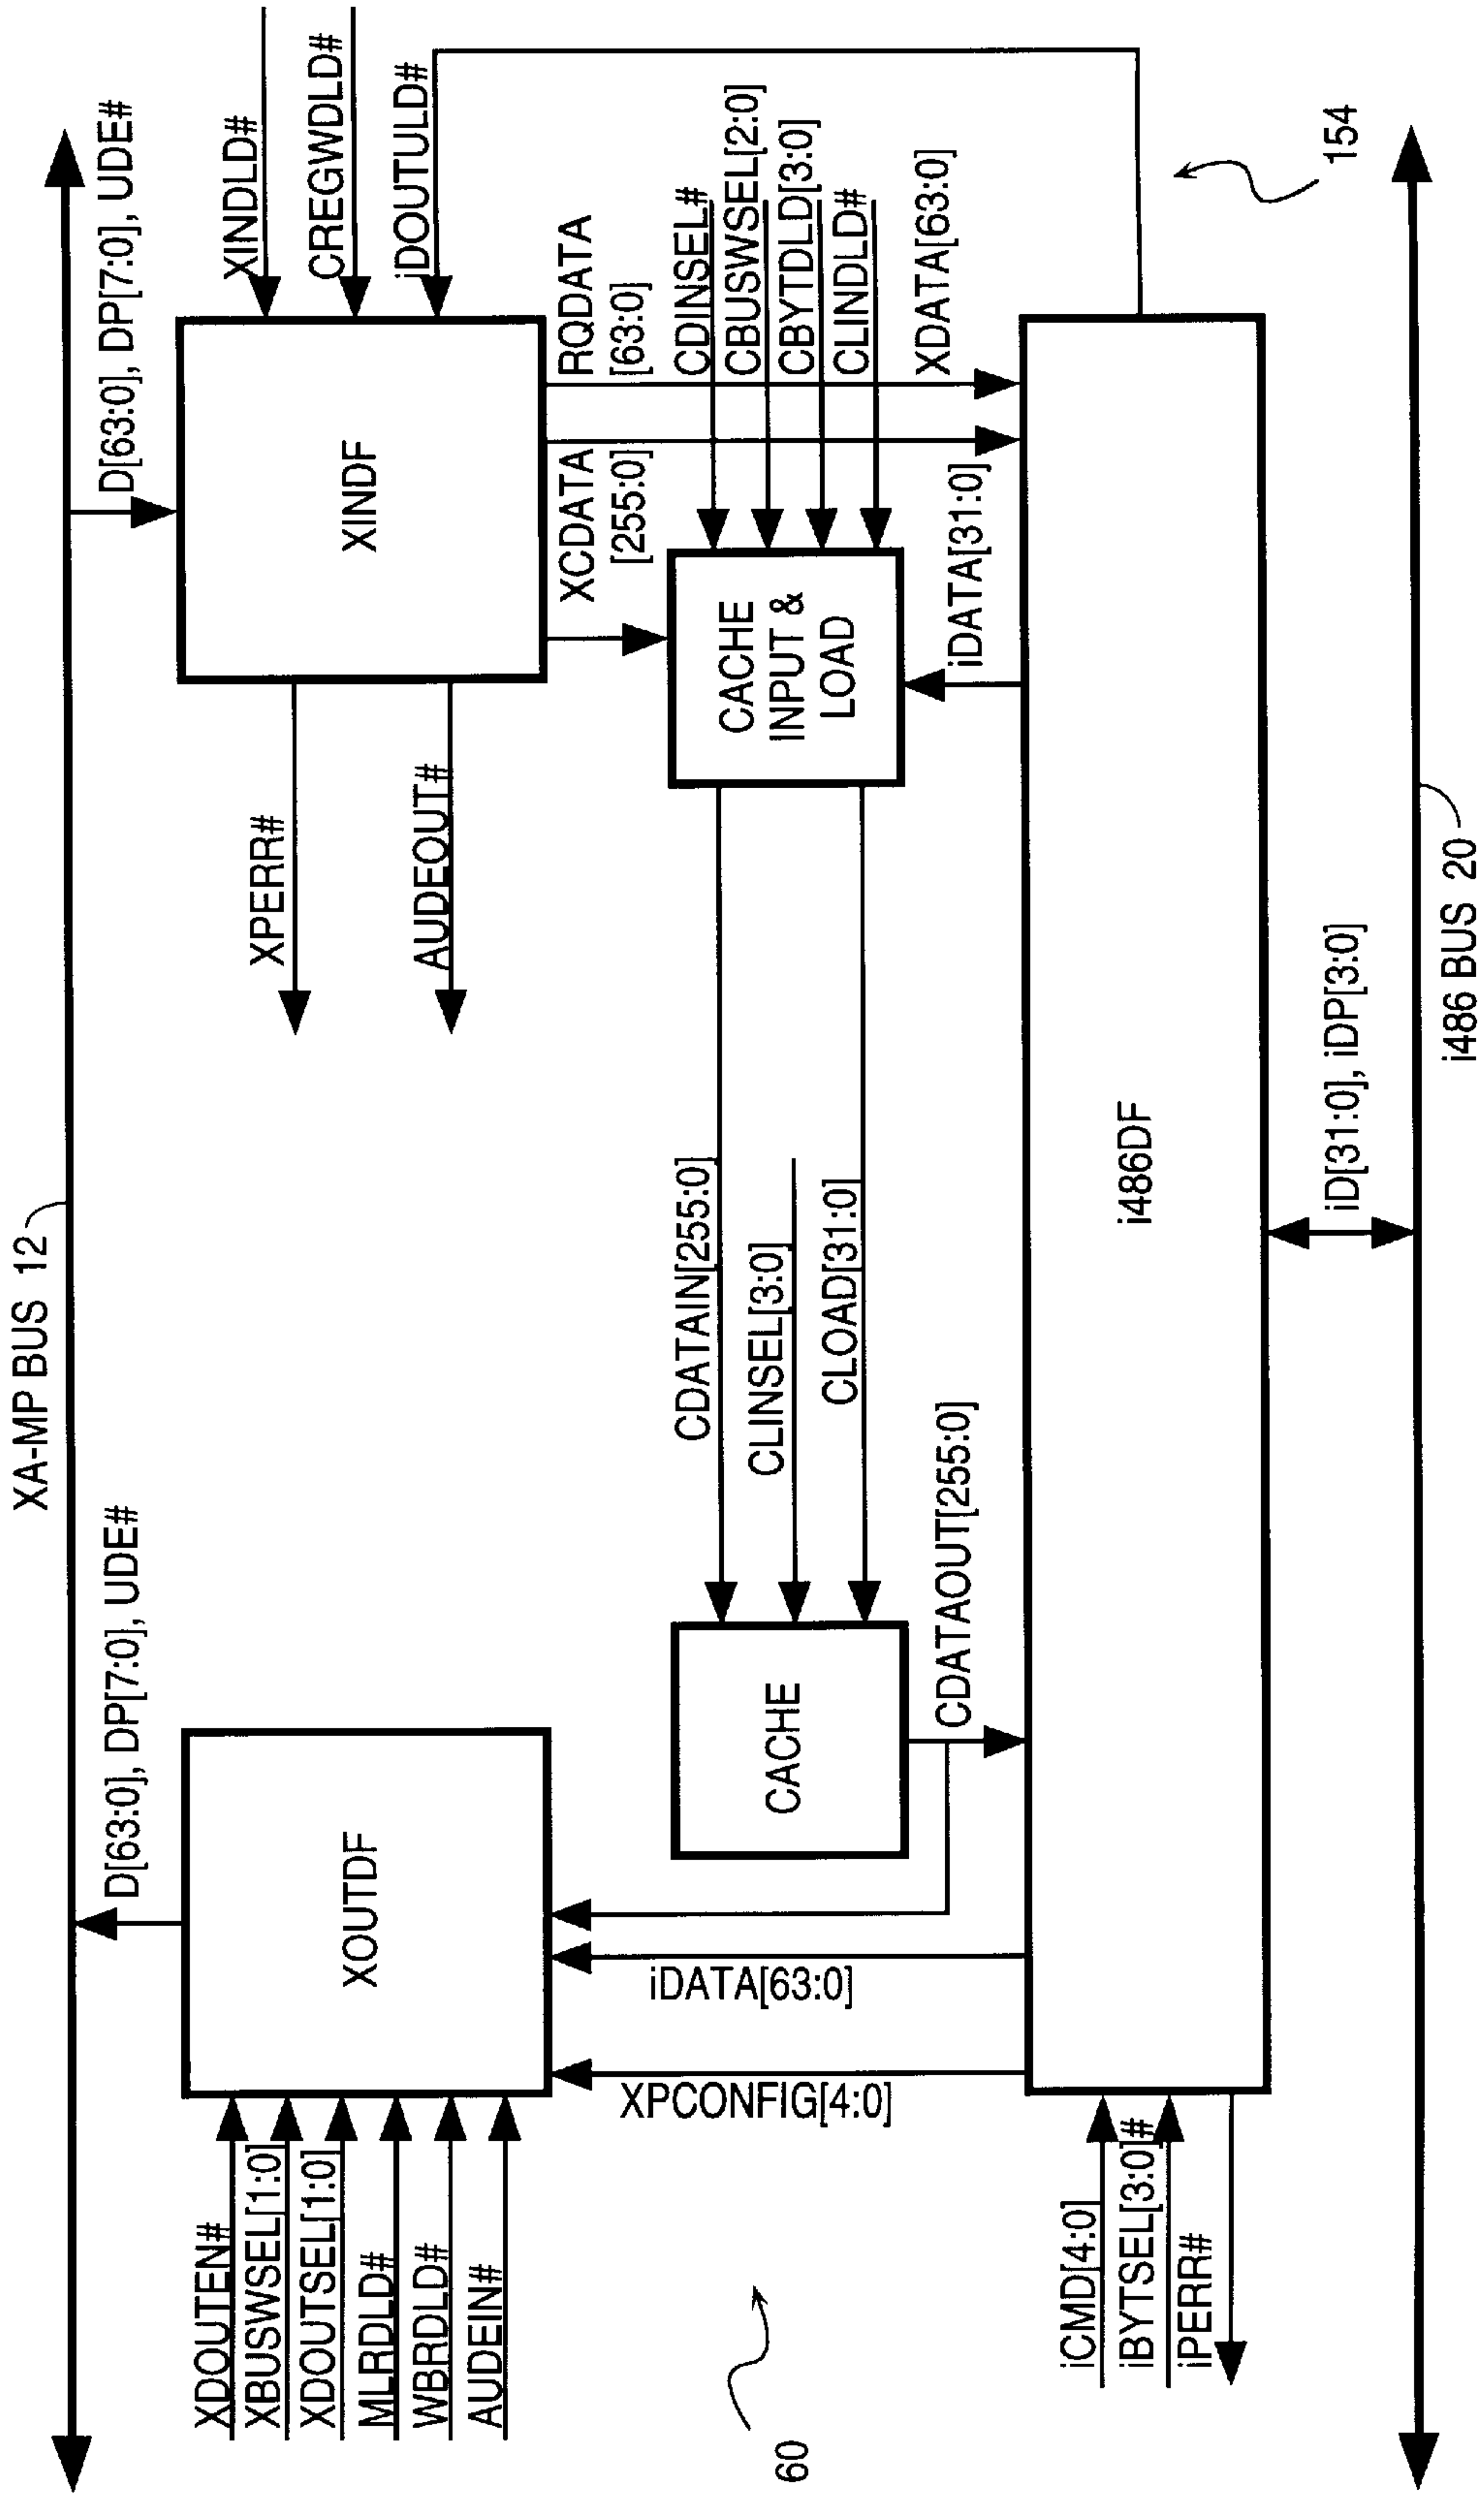 XA-MP BUS 12
D[63:0], DP[7:0], UDE#
D[63:0], DP[7:0], UDE#
XDOUTEN#
XBUSWSEL[1:0]
XDOUTSEL[1:0]
MLRDLD#
WBRDLD#
AUDEIN#
XOUTDF
XPERR#
AUDEQUT#
XINDF
XINDLD#
CREGWDLD#
iDOUTULD#
XCDATA
[255:0]
RQDATA
[63:0]
XPCONFIG[4:0]
iDATA[63:0]
CACHE
CDATAIN[255:0]
CLINSEL[3:0]
CLOAD[31:0]
CACHE
INPUT &
LOAD
CDINSEL#
CBUSWSEL[2:0]
CBYTDLD[3:0]
CLINDLD#
60
CDATAOUT[255:0]
iDATA[31:0]
XDATA[63:0]
iCMD[4:0]
iBYTSEL[3:0]#
iPERR#
i486DF
154
iD[31:0], iDP[3:0]
i486 BUS 20